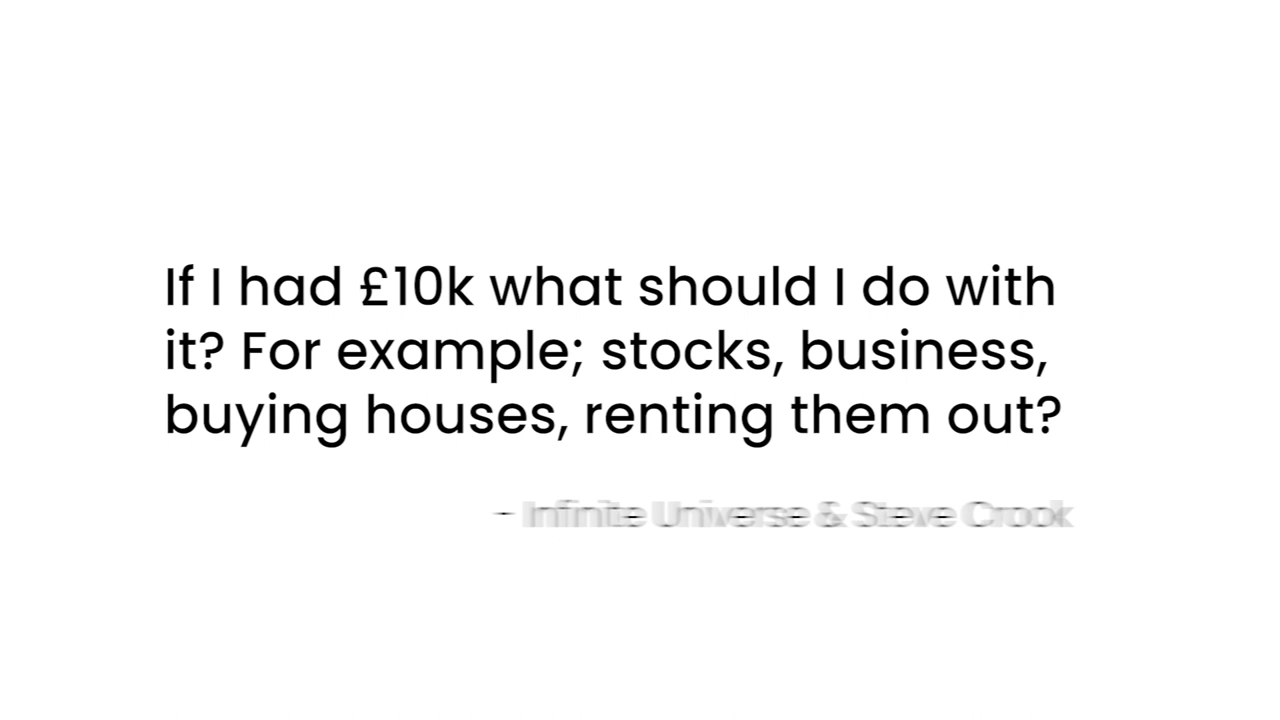 If I had £10k what should I do with
it? For example; stocks, business,
buying houses, renting them out?
- Infinite Universe & Steve Crook